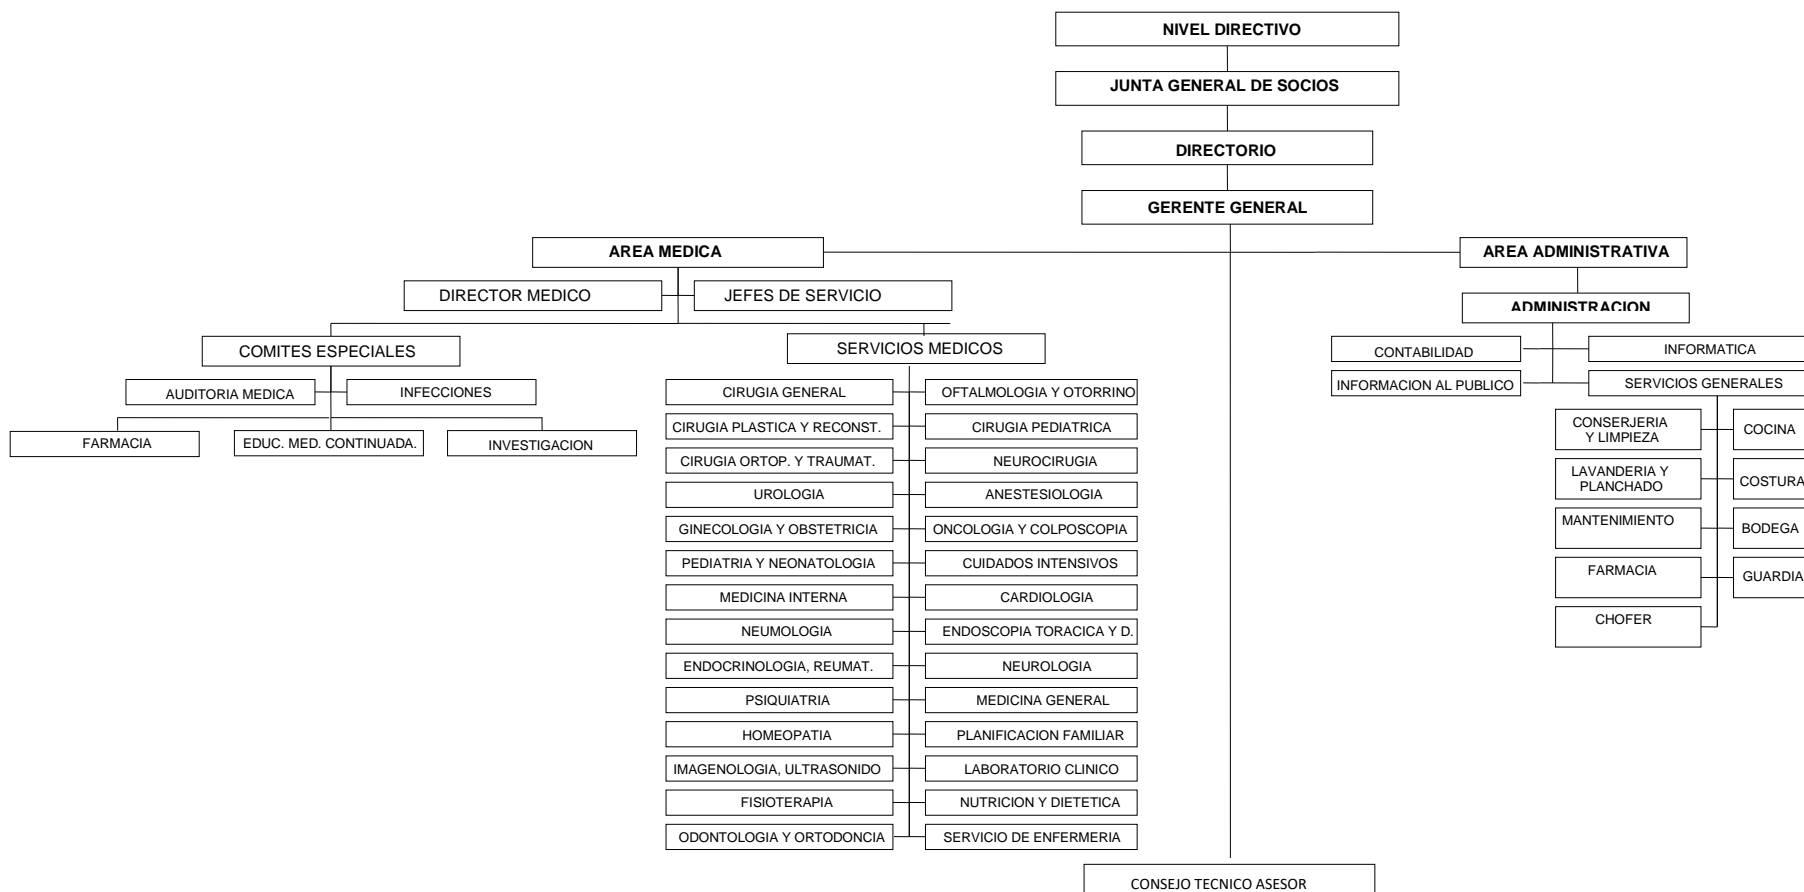 NIVEL DIRECTIVO
JUNTA GENERAL DE SOCIOS
DIRECTORIO
GERENTE GENERAL
AREA MEDICA
AREA ADMINISTRATIVA
DIRECTOR MEDICO
JEFES DE SERVICIO
ADMINISTRACION
COMITES ESPECIALES
SERVICIOS MEDICOS
CONTABILIDAD
INFORMATICA
AUDITORIA MEDICA
INFECCIONES
INFORMACION AL PUBLICO
SERVICIOS GENERALES
FARMACIA
EDUC. MED. CONTINUADA.
INVESTIGACION
CIRUGIA GENERAL
OFTALMOLOGIA Y OTORRINO
CIRUGIA PLASTICA Y RECONST.
CIRUGIA PEDIATRICA
CIRUGIA ORTOP. Y TRAUMAT.
NEUROCIRUGIA
UROLOGIA
ANESTESIOLOGIA
GINECOLOGIA Y OBSTETRICIA
ONCOLOGIA Y COLPOSCOPIA
PEDIATRIA Y NEONATOLOGIA
CUIDADOS INTENSIVOS
MEDICINA INTERNA
CARDIOLOGIA
NEUMOLOGIA
ENDOSCOPIA TORACICA Y D.
ENDOCRINOLOGIA, REUMAT.
NEUROLOGIA
PSIQUIATRIA
MEDICINA GENERAL
HOMEOPATIA
PLANIFICACION FAMILIAR
IMAGENOLOGIA, ULTRASONIDO
LABORATORIO CLINICO
FISIOTERAPIA
NUTRICION Y DIETETICA
ODONTOLOGIA Y ORTODONCIA
SERVICIO DE ENFERMERIA
CONSERJERIA
Y LIMPIEZA
COCINA
LAVANDERIA Y
PLANCHADO
COSTURA
MANTENIMIENTO
BODEGA
FARMACIA
GUARDIA
CHOFER
CONSEJO TECNICO ASESOR